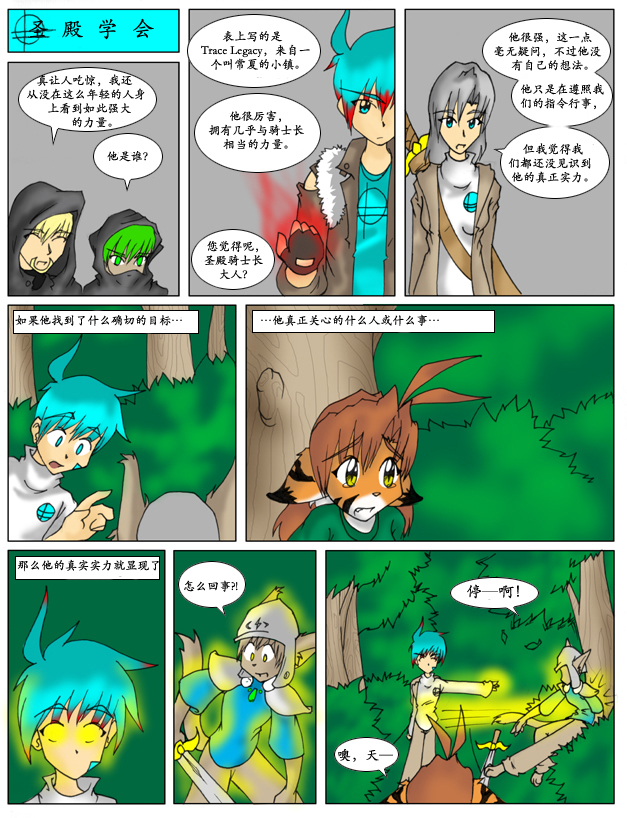 圣殿学会
真让人吃惊，我还
从没在这么年轻的人身
上看到如此强大
的力量。
他是谁？
表上写的是
Trace Legacy，来自一
个叫常夏的小镇。
他很厉害，
拥有几乎与骑士长
相当的力量。
您觉得呢，
圣殿骑士长
大人？
他很强，这一点
毫无疑问，不过他没
有自己的想法。
他只是在遵照我
们的指令行事，
但我觉得我
们都还没见识到
他的真正实力。
如果他找到了什么确切的目标…
…他真正关心的什么人或什么事…
那么他的真实实力就显现了
怎么回事?!
停─啊！
噢，天─